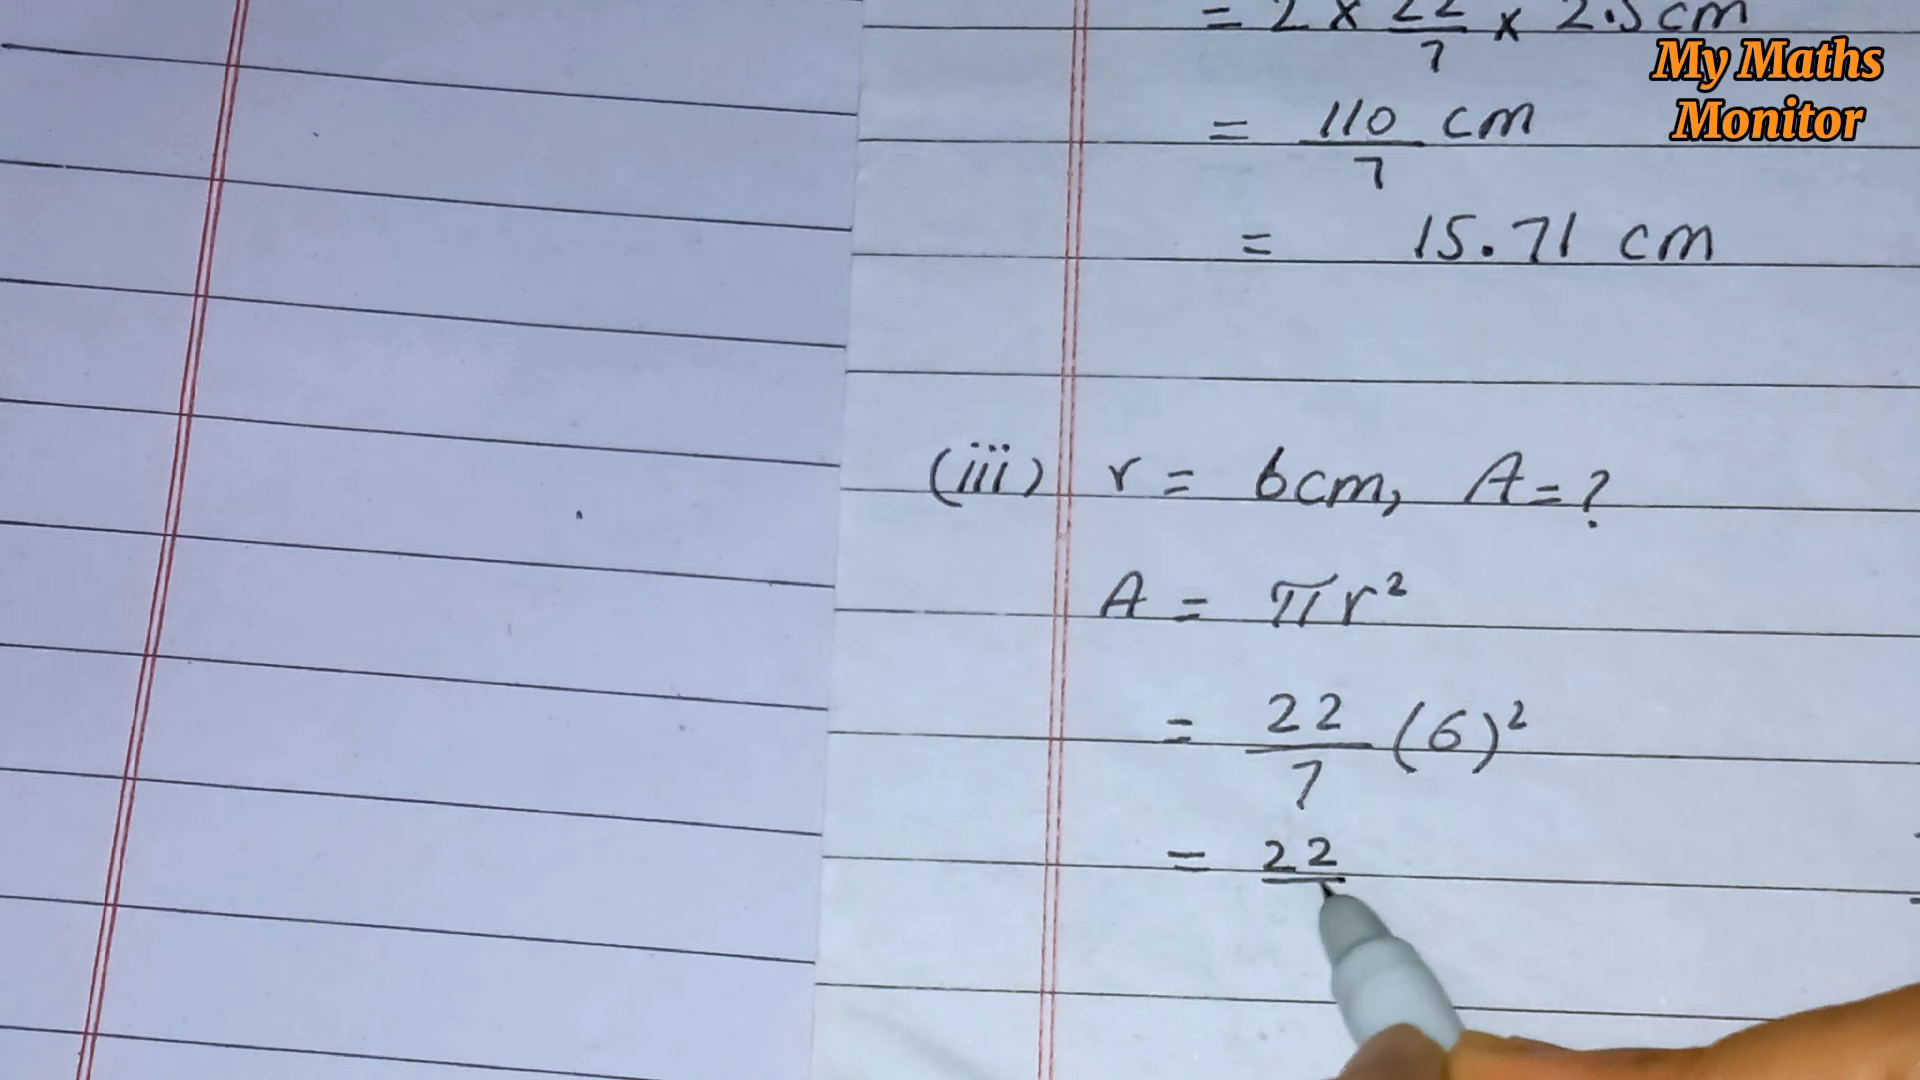 = 2 × 22/7 × 2.5 cm
My Maths
Monitor
= 110/7 cm
= 15.71 cm
(iii) r = 6cm, A = ?
A = πr²
= 22/7 (6)²
= 22